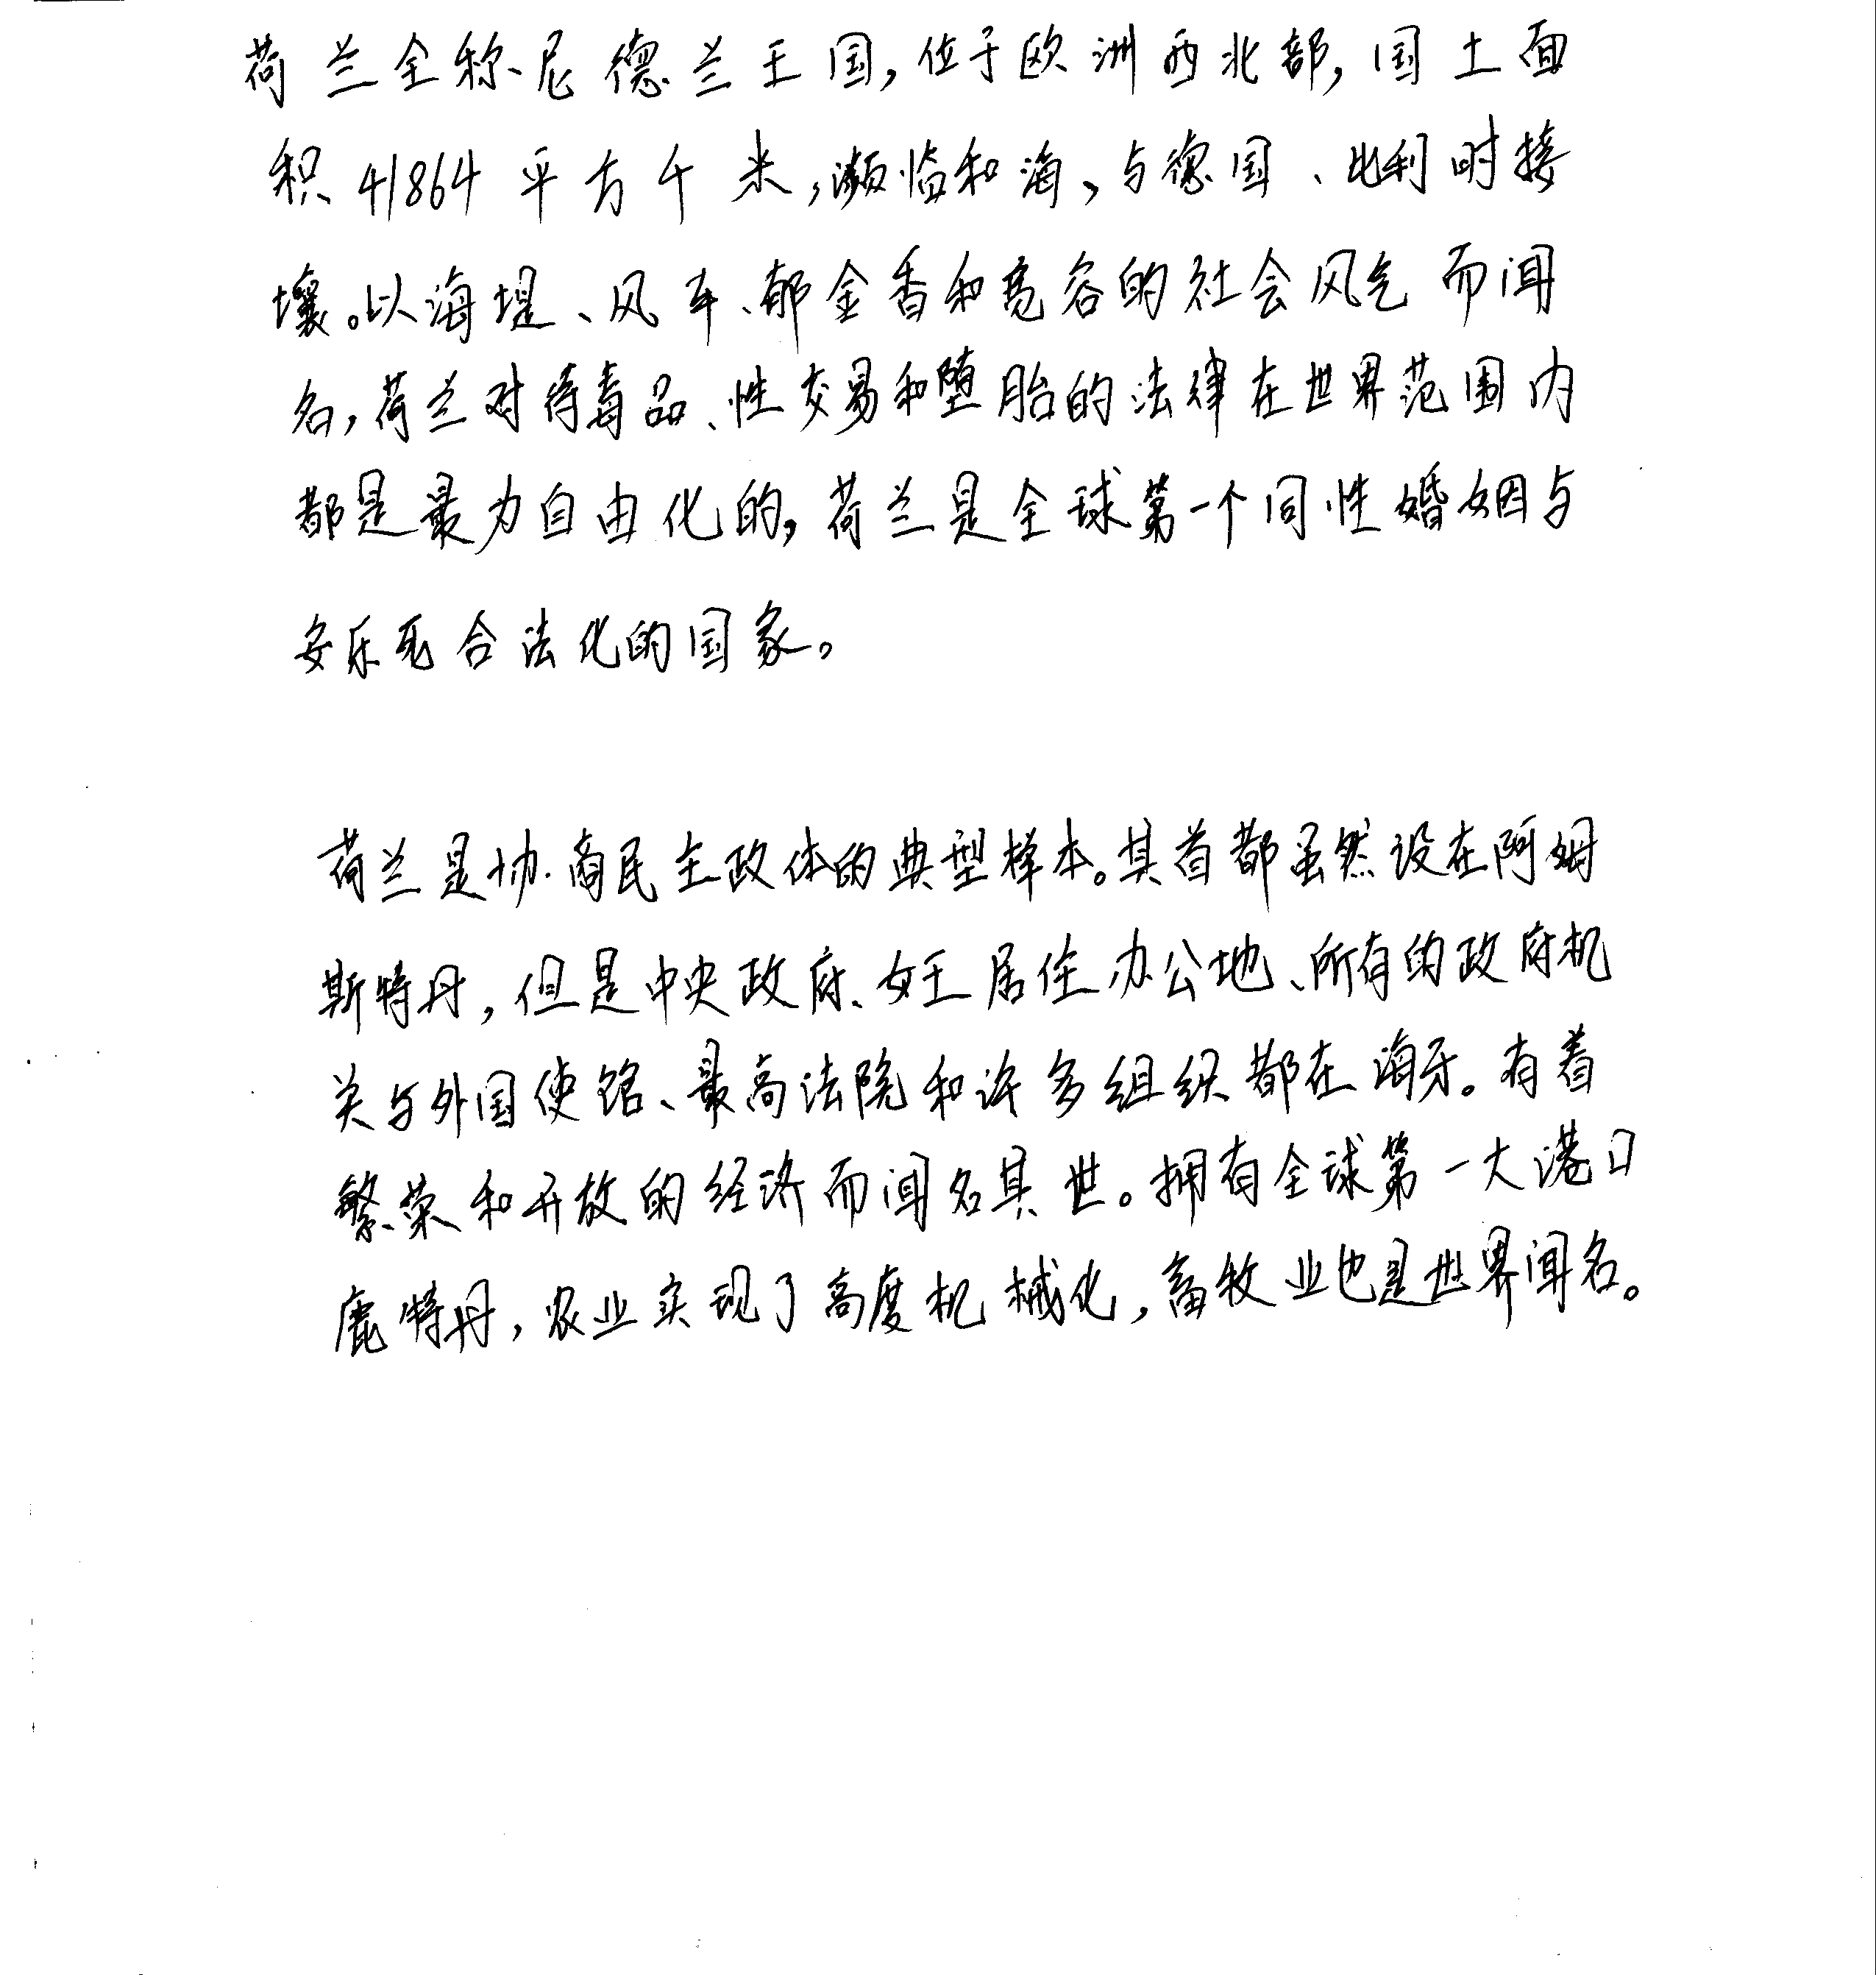 荷兰全称尼德兰王国,位于欧洲西北部,国土面
积41864平方千米,濒临和海,与德国、比利时接
壤。以海堤、风车、郁金香和宽容的社会风气而闻
名,荷兰对待毒品、性交易和堕胎的法律在世界范围内
都是最为自由化的,荷兰是全球第一个同性婚姻与
安乐死合法化的国家。
荷兰是协商民主政体的典型样本。其首都虽然设在阿姆
斯特丹,但是中央政府、女王居住办公地、所有的政府机
关与外国使馆、最高法院和许多组织都在海牙。有着
繁荣和开放的经济而闻名其世。拥有全球第一大港口
鹿特丹,农业实现了高度机械化,畜牧业也是世界闻名。